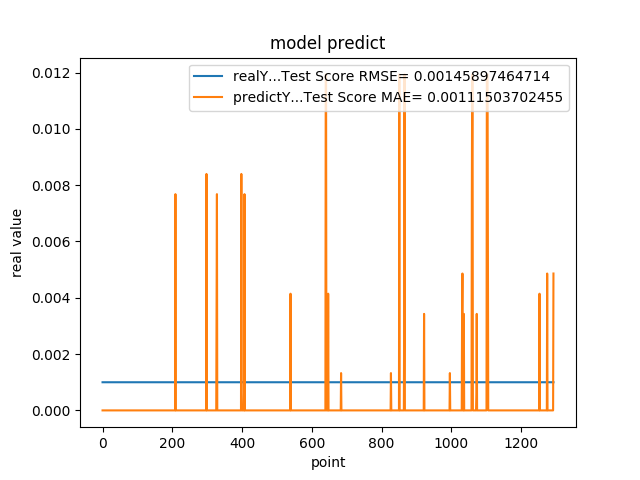 model predict
realY...Test Score RMSE= 0.00145897464714
predictY...Test Score MAE= 0.00111503702455
0.012
0.010
0.008
0.006
0.004
0.002
0.000
real value
0 200 400 600 800 1000 1200
point